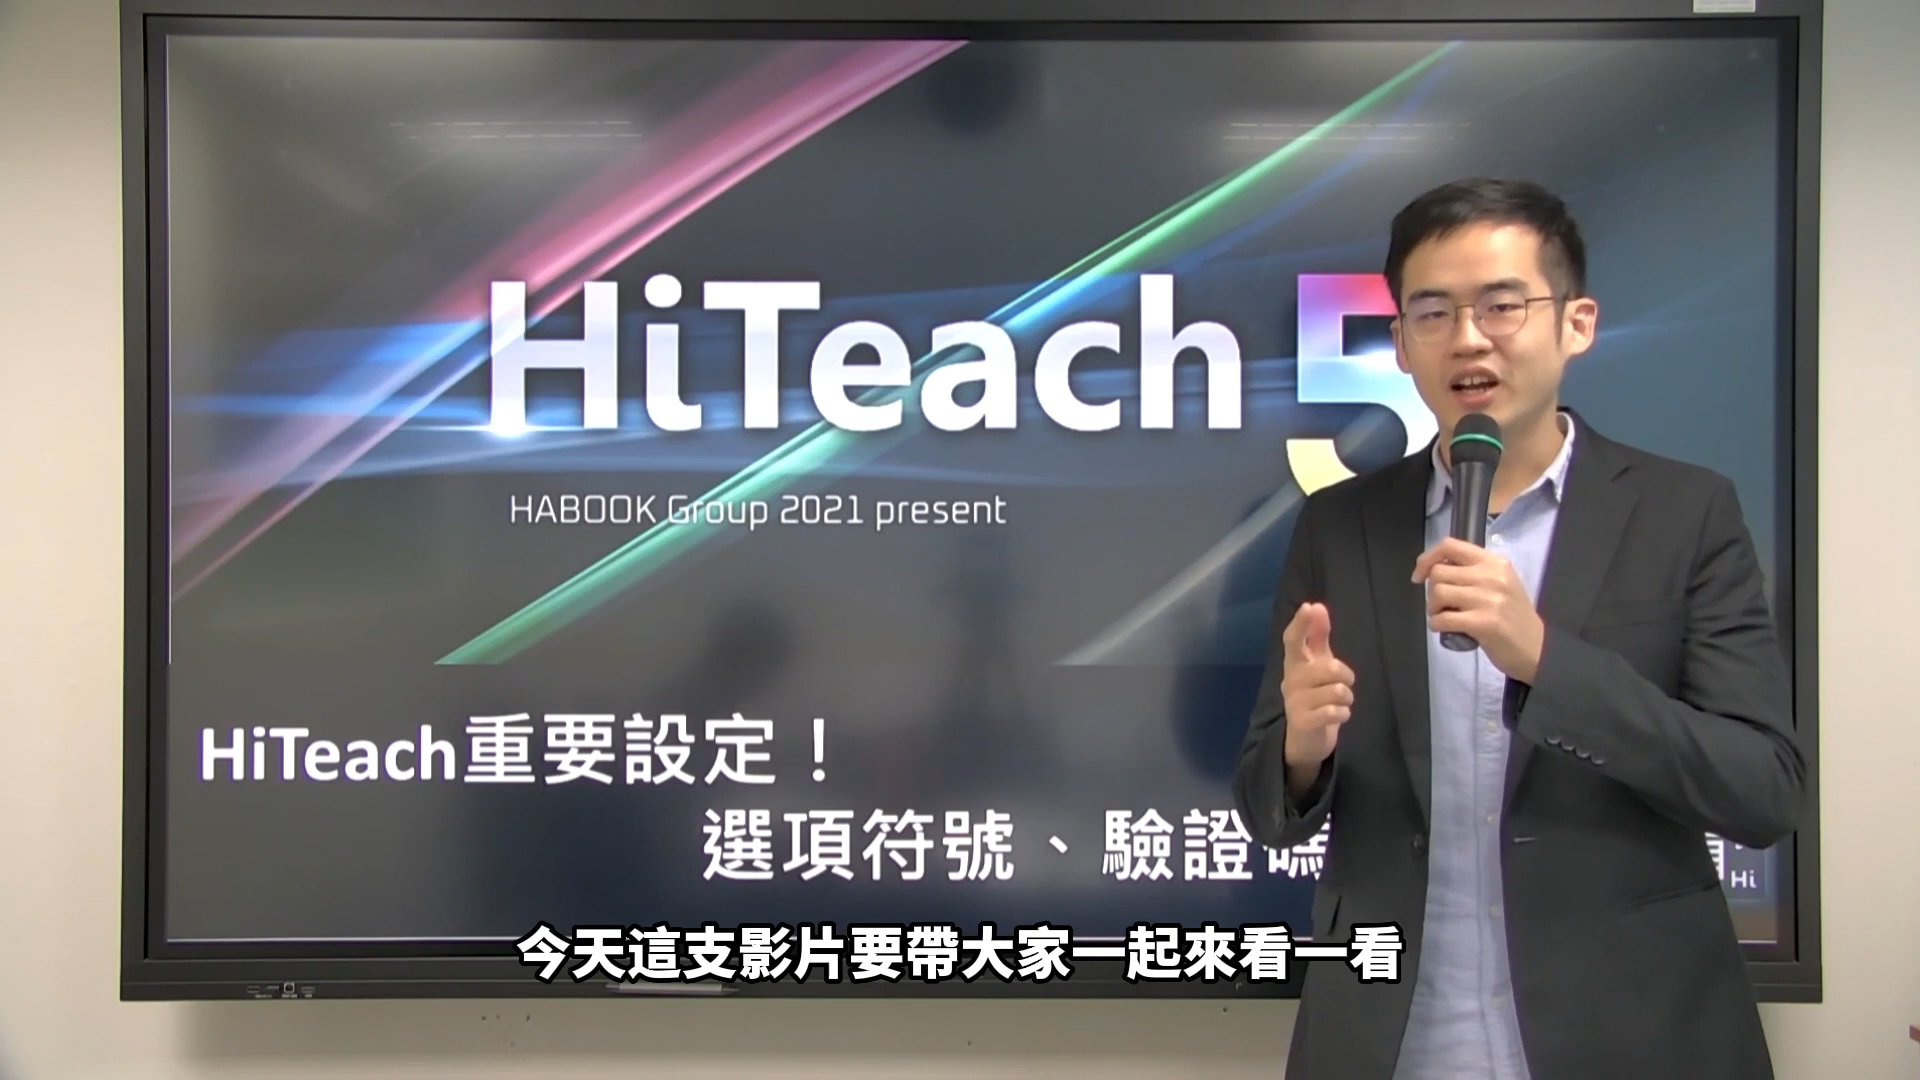 HiTeach 5
HABOOK Group 2021 present
HiTeach重要設定！
選項符號、驗證碼
Hi
今天這支影片要帶大家一起來看一看